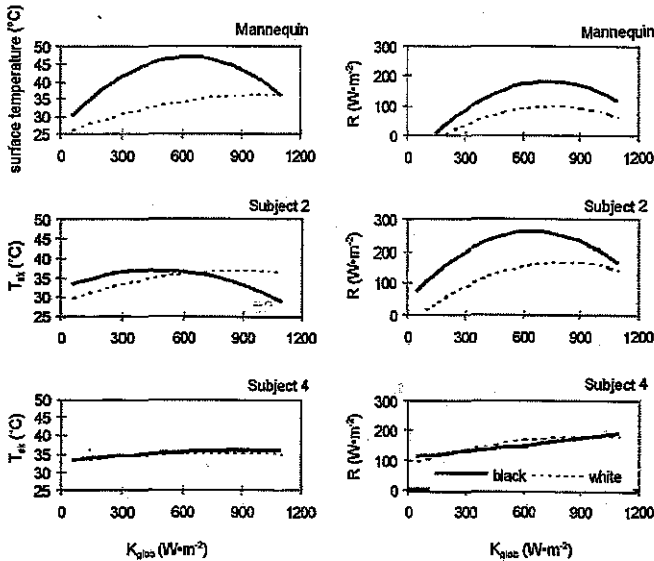 Mannequin
Mannequin
surface temperature (°C)
50
45
40
35
30
25
0 300 600 900 1200
R (W•m-2)
300
200
100
0
0 300 600 900 1200
Subject 2
Subject 2
Tsk (°C)
50
45
40
35
30
25
0 300 600 900 1200
R (W•m-2)
300
200
100
0
0 300 600 900 1200
Subject 4
Subject 4
Tsk (°C)
50
45
40
35
30
25
0 300 600 900 1200
Kglob (W•m-2)
R (W•m-2)
300
200
100
0
black white
0 300 600 900 1200
Kglob (W•m-2)